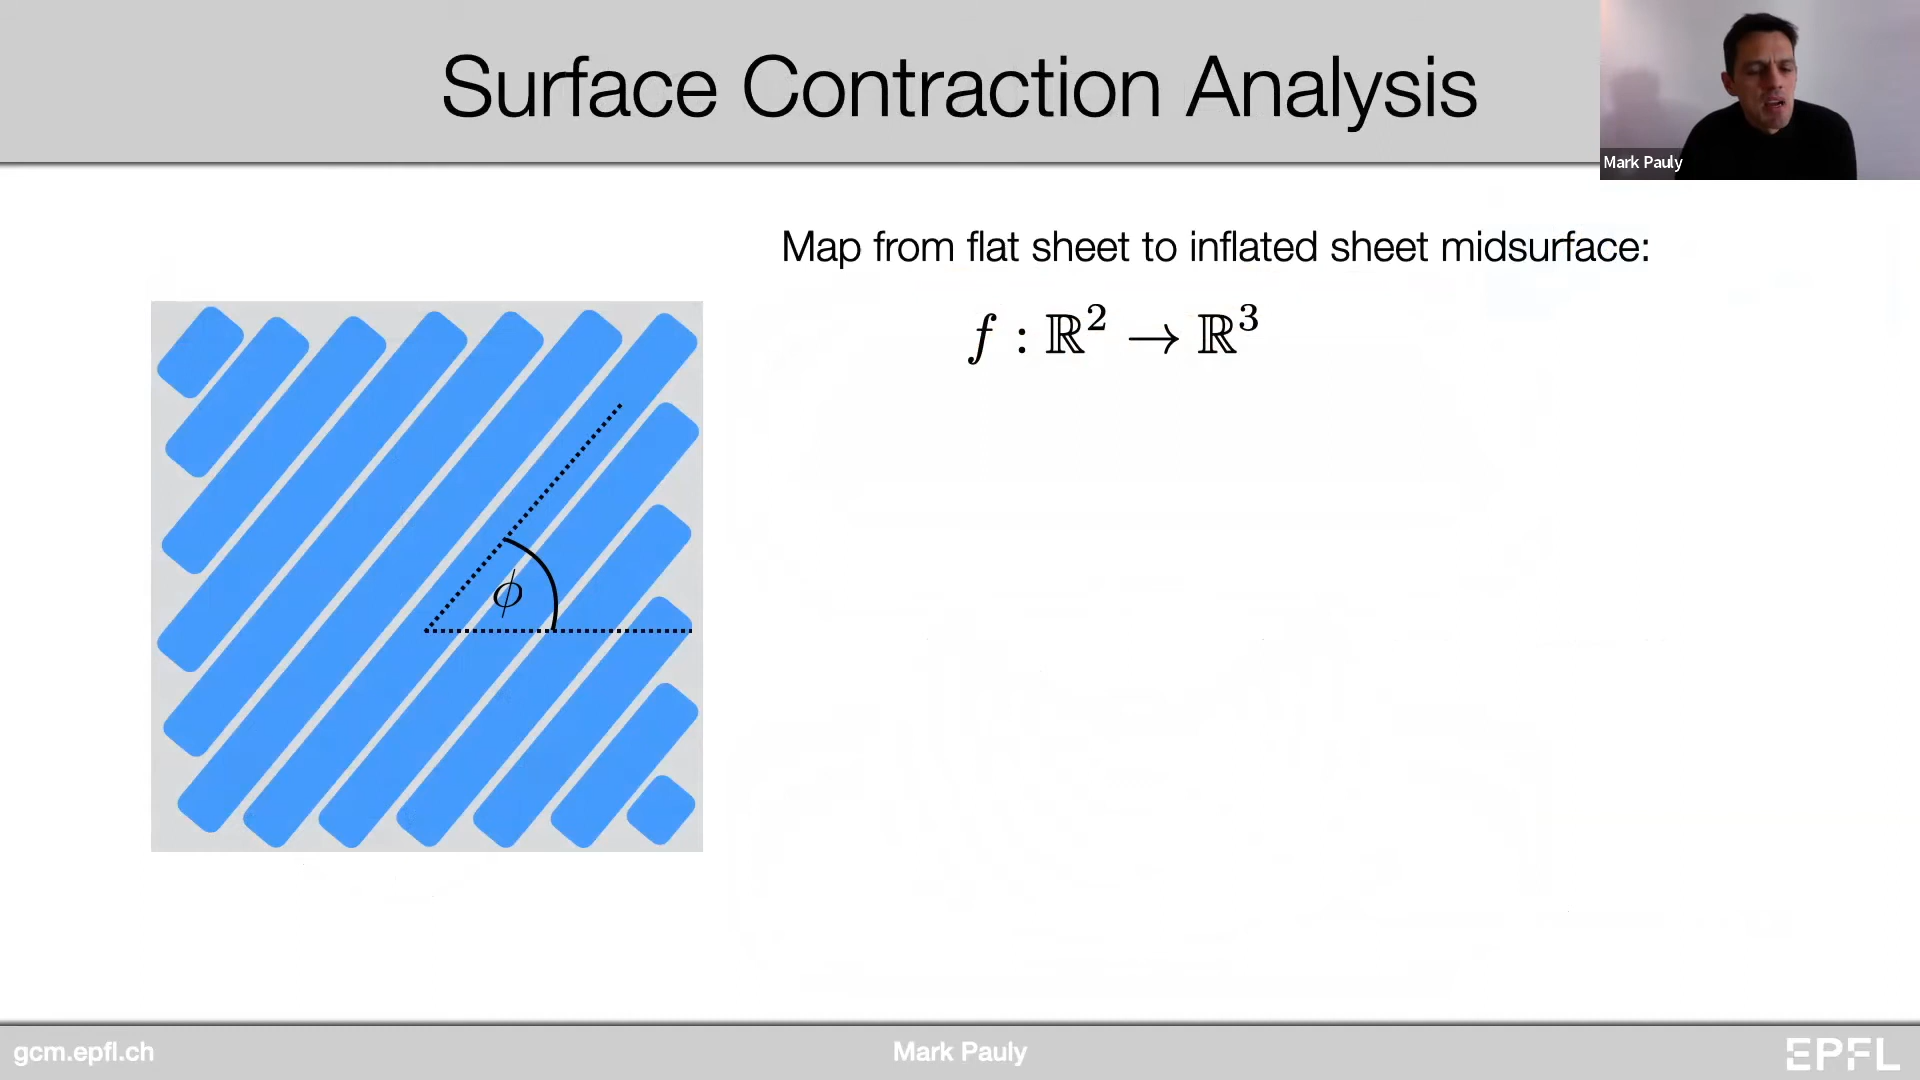 Surface Contraction Analysis
Mark Pauly
Map from flat sheet to inflated sheet midsurface:
f : ℝ² → ℝ³
ϕ
gcm.epfl.ch
Mark Pauly
EPFL